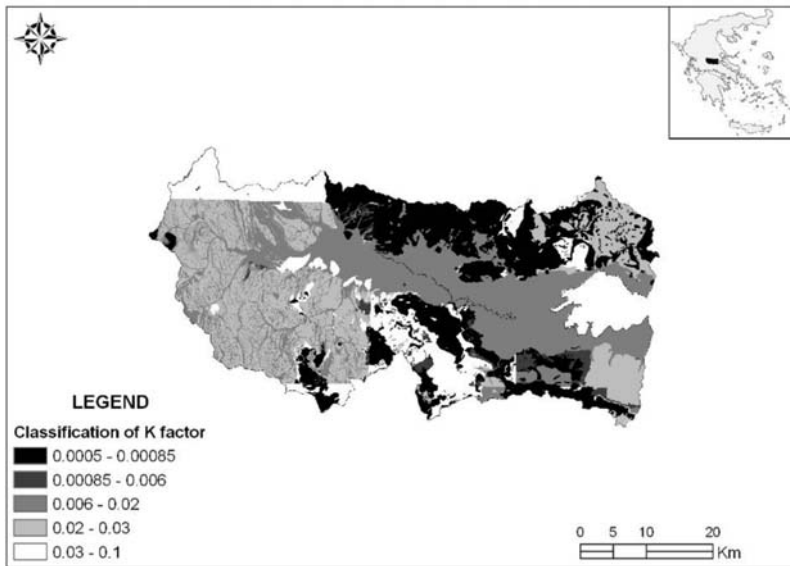 LEGEND
Classification of K factor
0.0005 - 0.00085
0.00085 - 0.006
0.006 - 0.02
0.02 - 0.03
0.03 - 0.1
0 5 10 20
Km